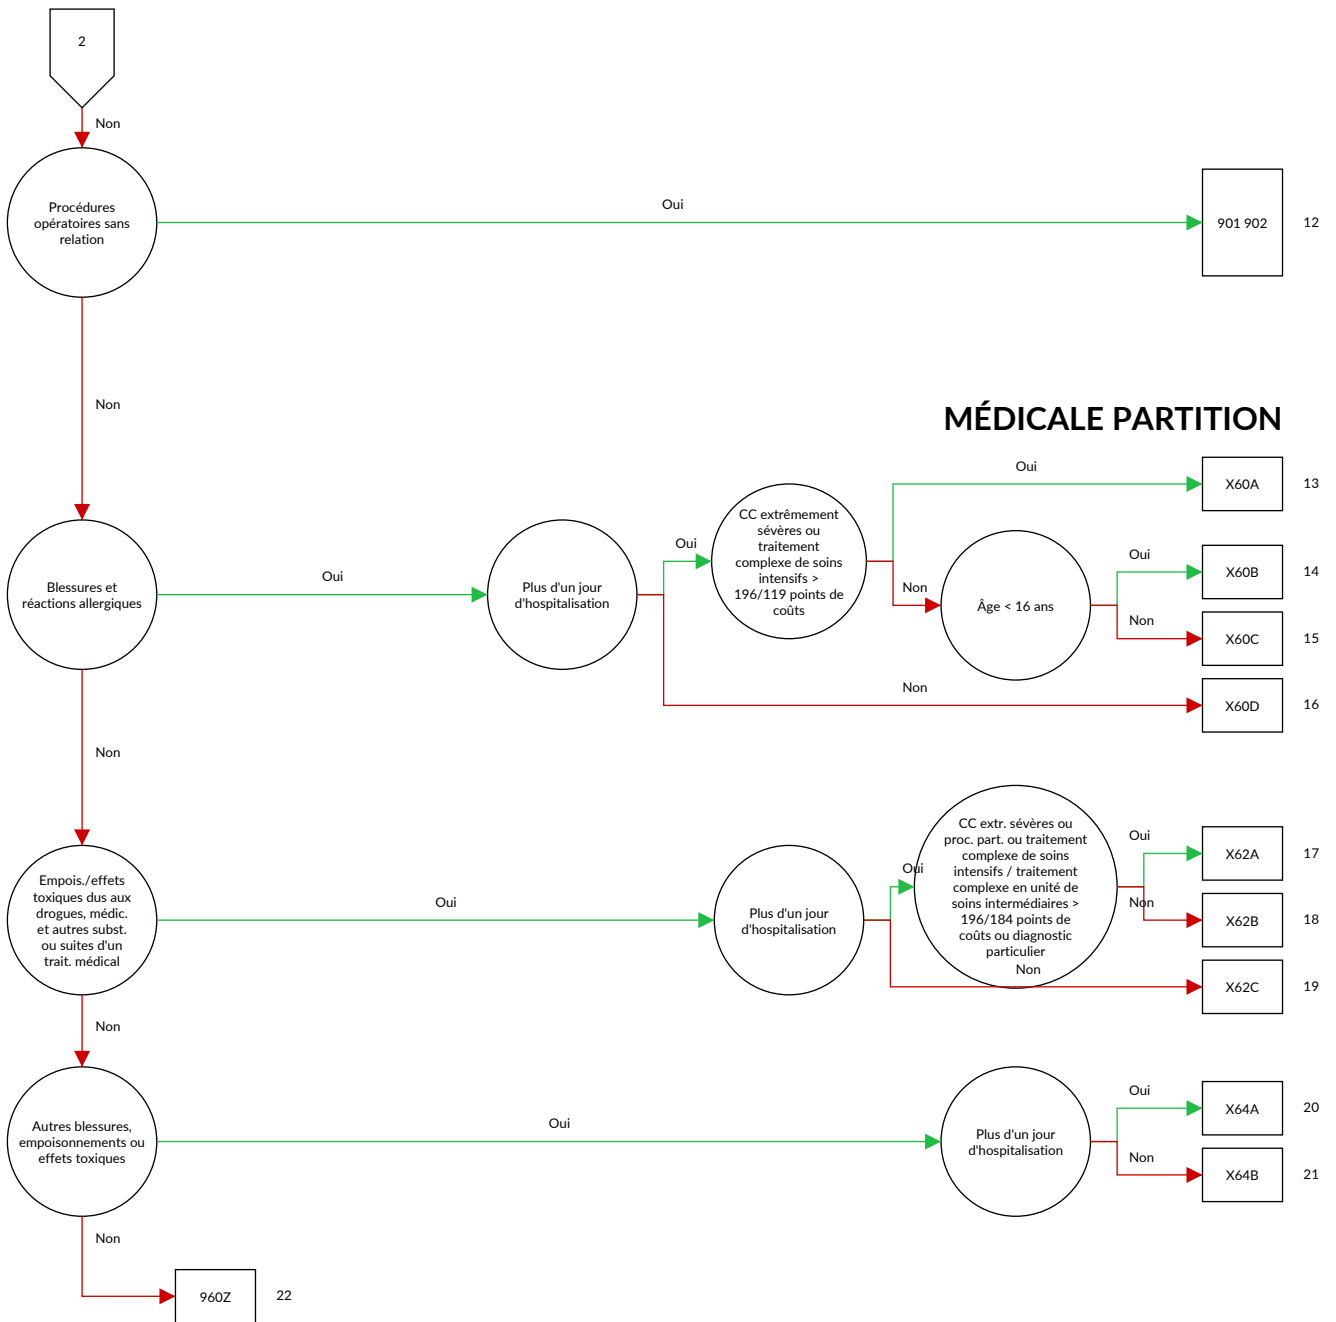 2
Non
Procédures
opératoires sans
relation
Oui
901 902
12
Non
MÉDICALE PARTITION
Blessures et
réactions allergiques
Oui
Plus d'un jour
d'hospitalisation
Oui
CC extrêmement
sévères ou
traitement
complexe de soins
intensifs >
196/119 points de
coûts
Oui
X60A
13
Non
Âge < 16 ans
Oui
X60B
14
Non
X60C
15
Non
X60D
16
Non
Empois./effets
toxiques dus aux
drogues, médic.
et autres subst.
ou suites d'un
trait. médical
Oui
Plus d'un jour
d'hospitalisation
Oui
CC extr. sévères ou
proc. part. ou traitement
complexe de soins
intensifs / traitement
complexe en unité de
soins intermédiaires >
196/184 points de
coûts ou diagnostic
particulier
Oui
X62A
17
Non
X62B
18
Non
X62C
19
Non
Autres blessures,
empoisonnements ou
effets toxiques
Oui
Plus d'un jour
d'hospitalisation
Oui
X64A
20
Non
X64B
21
Non
960Z
22